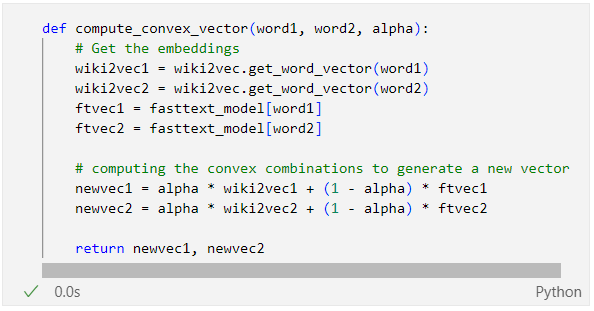 def compute_convex_vector(word1, word2, alpha):
    # Get the embeddings
    wiki2vec1 = wiki2vec.get_word_vector(word1)
    wiki2vec2 = wiki2vec.get_word_vector(word2)
    ftvec1 = fasttext_model[word1]
    ftvec2 = fasttext_model[word2]

    # computing the convex combinations to generate a new vector
    newvec1 = alpha * wiki2vec1 + (1 - alpha) * ftvec1
    newvec2 = alpha * wiki2vec2 + (1 - alpha) * ftvec2

    return newvec1, newvec2
0.0s Python